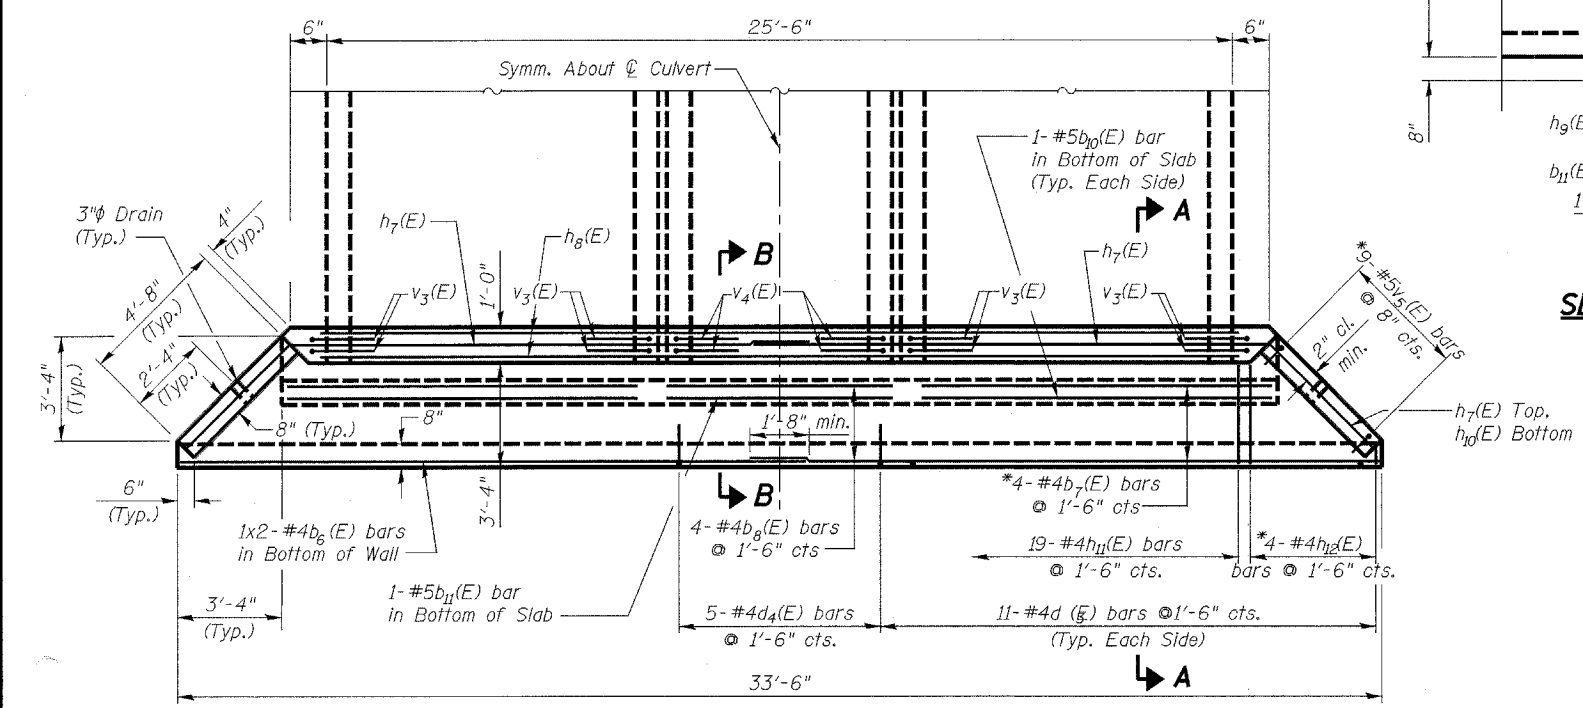 6"
25'-6"
6"
Symm. About ℄ Culvert
8"
h9(E
b11(E
1
SE
1- #5b10(E) bar
in Bottom of Slab
(Typ. Each Side)
A
3"ϕ Drain
(Typ.)
4"
(Typ.)
h7(E)
h8(E)
B
h7(E)
4'-8"
(Typ.)
v3(E)
v3(E)
1'-0"
v4(E)
v3(E)
v3(E)
*9- #5v5(E) bars
@ 8" cts.
2" cl.
min.
2'-4"
(Typ.)
3'-4"
(Typ.)
8" (Typ.)
8"
1'-8" min.
h7(E) Top,
h10(E) Bottom
6"
(Typ.)
3'-4"
B
*4- #4b7(E) bars
@ 1'-6" cts.
1x2- #4b6(E) bars
in Bottom of Wall
4- #4b8(E) bars
@ 1'-6" cts
19- #4h11(E) bars
@ 1'-6" cts.
*4- #4h12(E)
bars @ 1'-6" cts.
1- #5b11(E) bar
in Bottom of Slab
3'-4"
(Typ.)
5- #4d4(E) bars
@ 1'-6" cts.
11- #4d5(E) bars @1'-6" cts.
(Typ. Each Side)
A
33'-6"